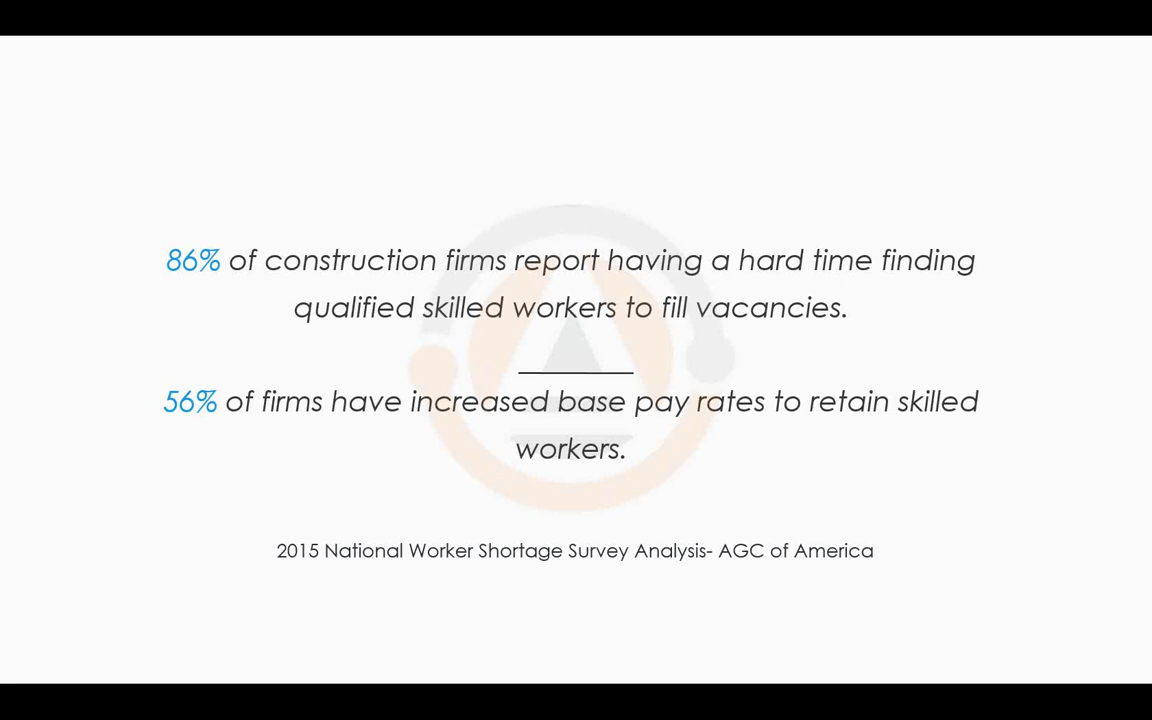 86% of construction firms report having a hard time finding
qualified skilled workers to fill vacancies.
56% of firms have increased base pay rates to retain skilled
workers.
2015 National Worker Shortage Survey Analysis- AGC of America